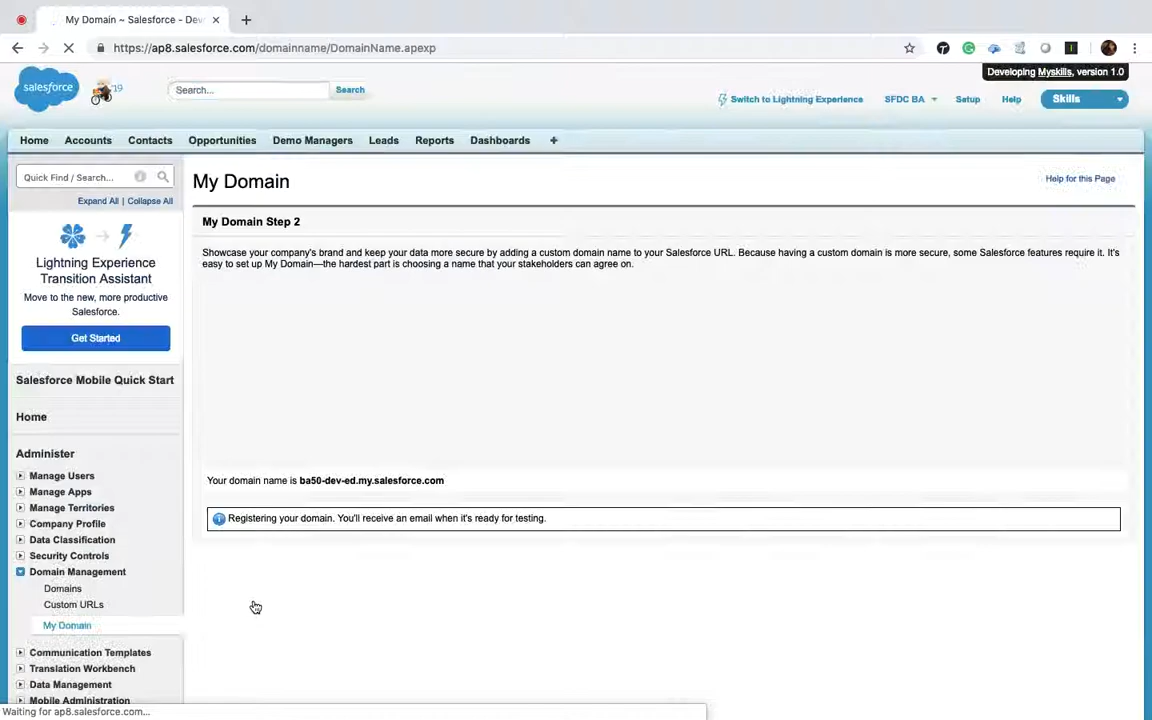 My Domain ~ Salesforce - Dev
https://ap8.salesforce.com/domainname/DomainName.apexp
salesforce
'19
Search...
Search
Developing Myskills, version 1.0
Switch to Lightning Experience
SFDC BA
Setup
Help
Skills
Home
Accounts
Contacts
Opportunities
Demo Managers
Leads
Reports
Dashboards
+
Quick Find / Search...
Expand All | Collapse All
Lightning Experience
Transition Assistant
Move to the new, more productive
Salesforce.
Get Started
Salesforce Mobile Quick Start
Home
Administer
Manage Users
Manage Apps
Manage Territories
Company Profile
Data Classification
Security Controls
Domain Management
Domains
Custom URLs
My Domain
Communication Templates
Translation Workbench
Data Management
Mobile Administration
My Domain
Help for this Page
My Domain Step 2
Showcase your company's brand and keep your data more secure by adding a custom domain name to your Salesforce URL. Because having a custom domain is more secure, some Salesforce features require it. It's
easy to set up My Domain—the hardest part is choosing a name that your stakeholders can agree on.
Your domain name is ba50-dev-ed.my.salesforce.com
Registering your domain. You'll receive an email when it's ready for testing.
Waiting for ap8.salesforce.com...